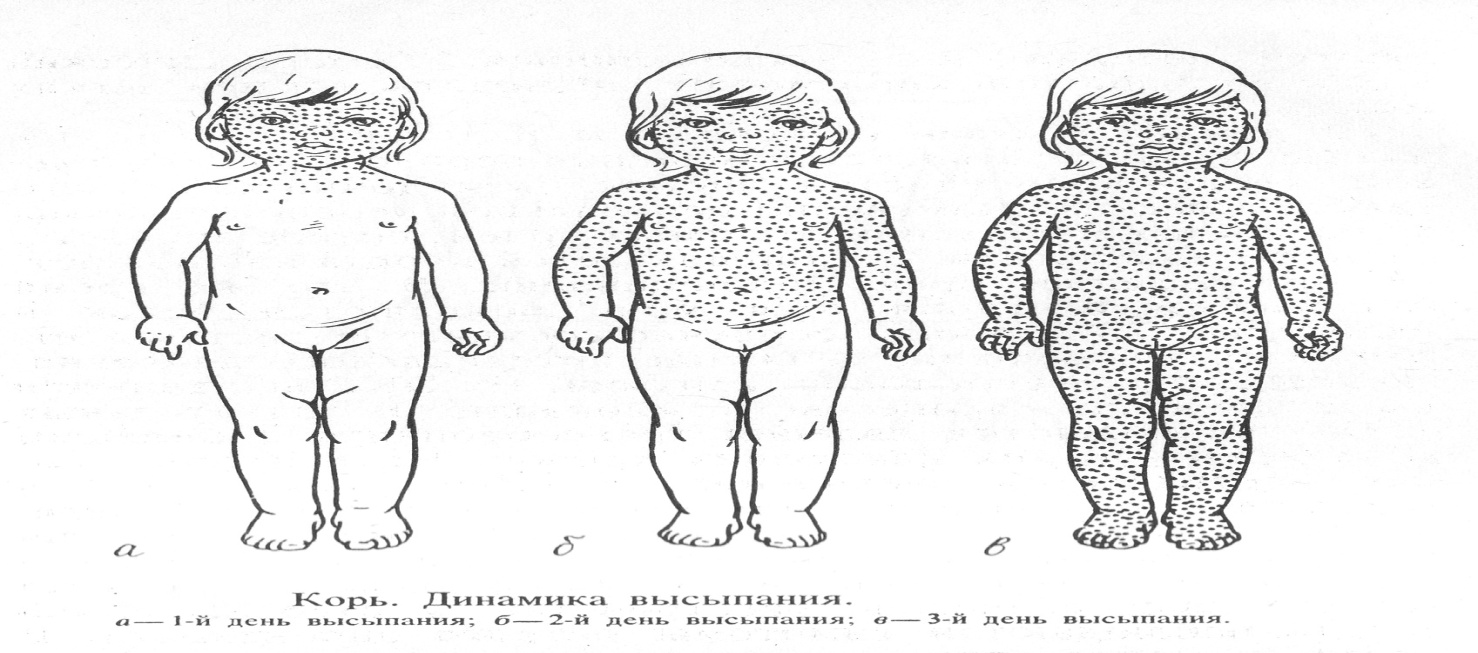 а б в
Корь. Динамика высыпания.
а — 1-й день высыпания; б — 2-й день высыпания; в — 3-й день высыпания.